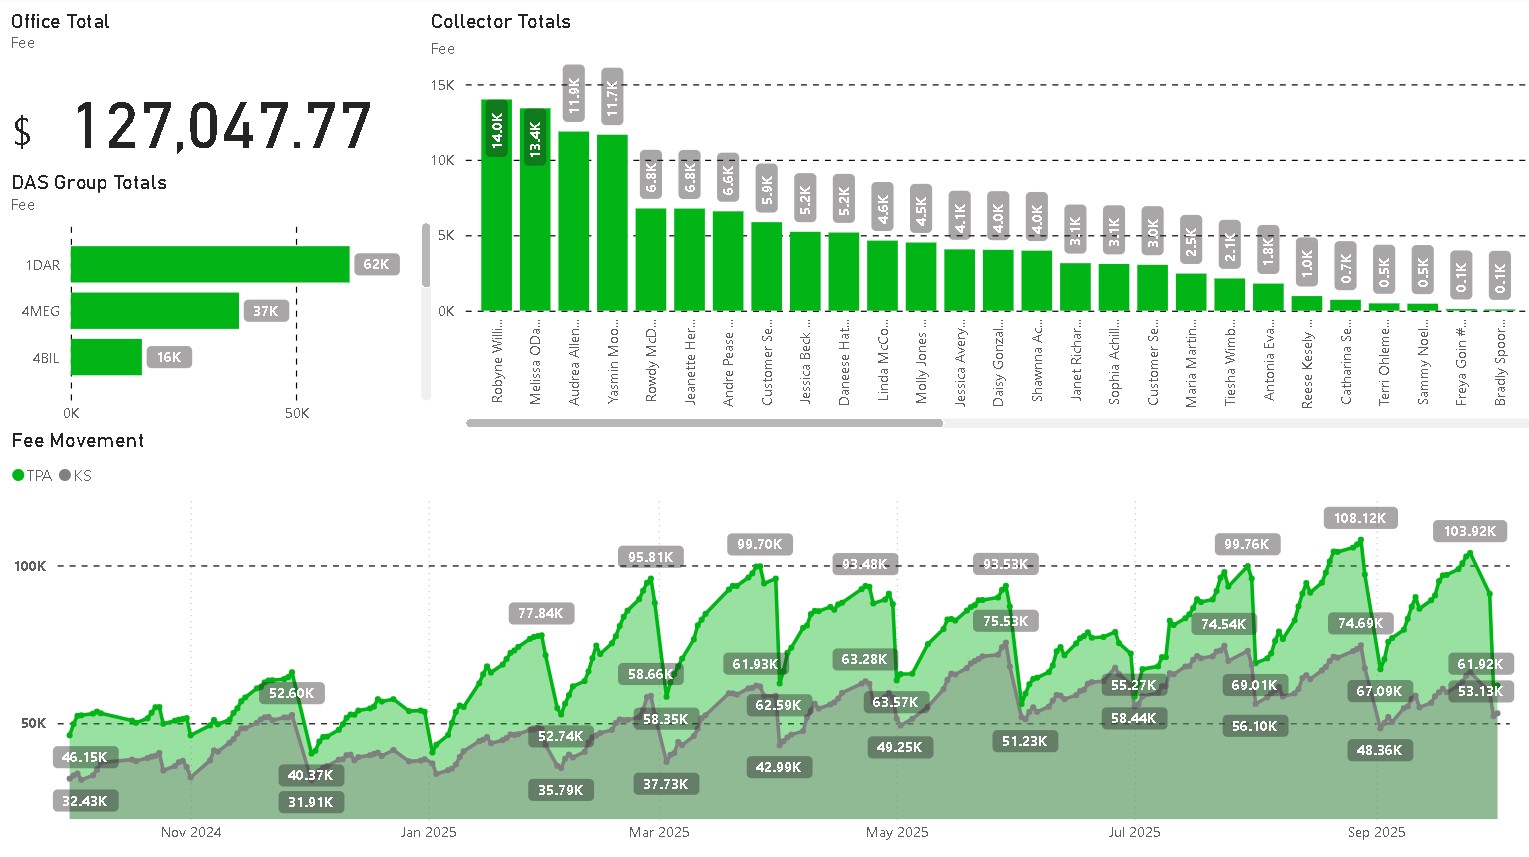 Office Total
Fee
$ 127,047.77
DAS Group Totals
Fee
1DAR 62K
4MEG 37K
4BIL 16K
0K 50K
Collector Totals
Fee
15K
10K
5K
0K
14.0K 13.4K 11.9K 11.7K 6.8K 6.8K 6.6K 5.9K 5.2K 5.2K 4.6K 4.5K 4.1K 4.0K 4.0K 3.1K 3.1K 3.0K 2.5K 2.1K 1.8K 1.0K 0.7K 0.5K 0.5K 0.1K 0.1K
Robyne Willi...
Melissa ODa...
Audrea Allen...
Yasmin Moo...
Rowdy McD...
Jeanette Her...
Andre Pease ...
Customer Se...
Jessica Beck ...
Daneese Hat...
Linda McCo...
Molly Jones ...
Jessica Avery...
Daisy Gonzal...
Shawnna Ac...
Janet Richar...
Sophia Achill...
Customer Se...
Maria Martin...
Tiesha Wimb...
Antonia Eva...
Reese Kesely ...
Catharina Se...
Terri Ohleme...
Sammy Noel...
Freya Goin #...
Bradly Spoor...
Fee Movement
TPA KS
100K
50K
46.15K
32.43K
52.60K
40.37K
31.91K
77.84K
52.74K
35.79K
95.81K
58.66K
58.35K
37.73K
99.70K
61.93K
62.59K
42.99K
93.48K
63.28K
63.57K
49.25K
93.53K
75.53K
51.23K
55.27K
58.44K
99.76K
74.54K
69.01K
56.10K
108.12K
74.69K
67.09K
48.36K
103.92K
61.92K
53.13K
Nov 2024 Jan 2025 Mar 2025 May 2025 Jul 2025 Sep 2025